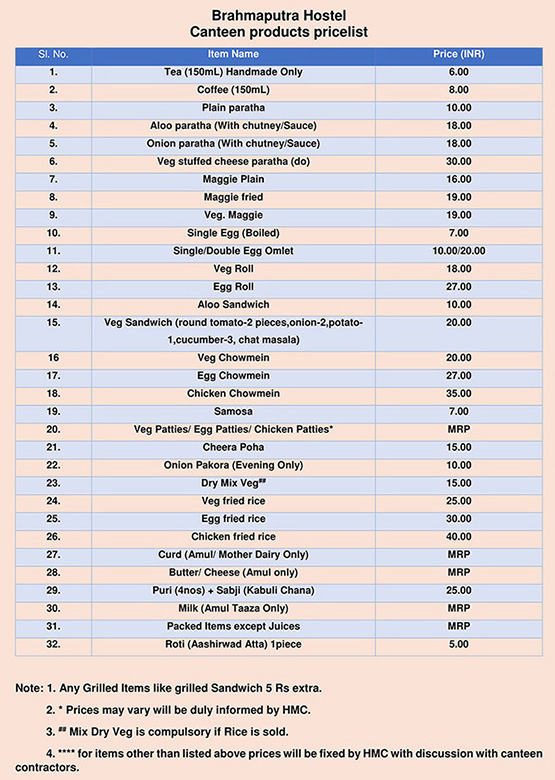 Brahmaputra Hostel
Canteen products pricelist
Sl. No. Item Name Price (INR)
1. Tea (150mL) Handmade Only 6.00
2. Coffee (150mL) 8.00
3. Plain paratha 10.00
4. Aloo paratha (With chutney/Sauce) 18.00
5. Onion paratha (With chutney/Sauce) 18.00
6. Veg stuffed cheese paratha (do) 30.00
7. Maggie Plain 16.00
8. Maggie fried 19.00
9. Veg. Maggie 19.00
10. Single Egg (Boiled) 7.00
11. Single/Double Egg Omlet 10.00/20.00
12. Veg Roll 18.00
13. Egg Roll 27.00
14. Aloo Sandwich 10.00
15. Veg Sandwich (round tomato-2 pieces,onion-2,potato- 20.00
1,cucumber-3, chat masala)
16 Veg Chowmein 20.00
17. Egg Chowmein 27.00
18. Chicken Chowmein 35.00
19. Samosa 7.00
20. Veg Patties/ Egg Patties/ Chicken Patties* MRP
21. Cheera Poha 15.00
22. Onion Pakora (Evening Only) 10.00
23. Dry Mix Veg## 15.00
24. Veg fried rice 25.00
25. Egg fried rice 30.00
26. Chicken fried rice 40.00
27. Curd (Amul/ Mother Dairy Only) MRP
28. Butter/ Cheese (Amul only) MRP
29. Puri (4nos) + Sabji (Kabuli Chana) 25.00
30. Milk (Amul Taaza Only) MRP
31. Packed Items except Juices MRP
32. Roti (Aashirwad Atta) 1piece 5.00
Note: 1. Any Grilled Items like grilled Sandwich 5 Rs extra.
2. * Prices may vary will be duly informed by HMC.
3. ## Mix Dry Veg is compulsory if Rice is sold.
4. **** for items other than listed above prices will be fixed by HMC with discussion with canteen
contractors.